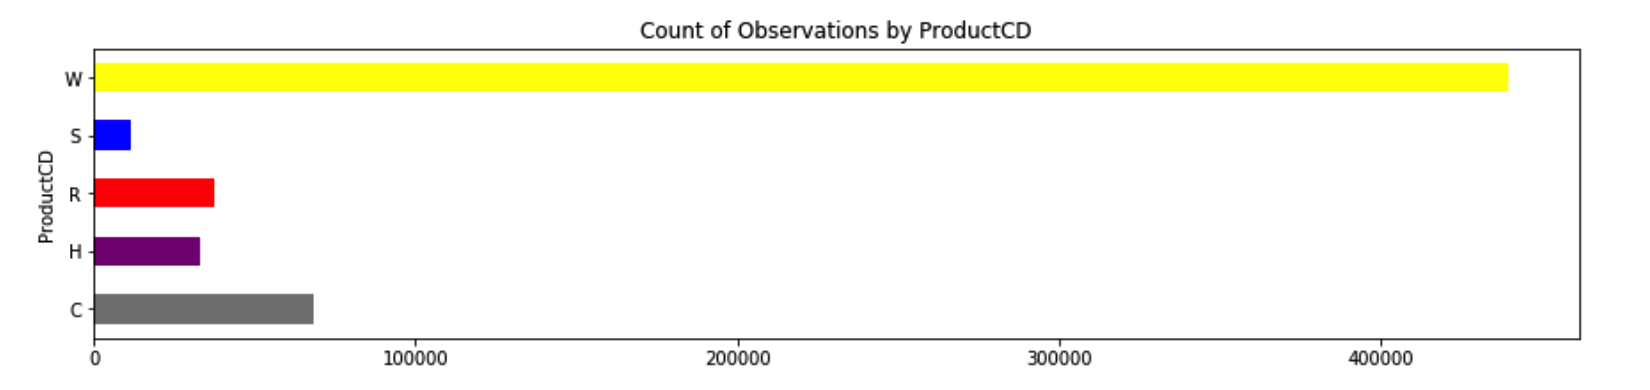 Count of Observations by ProductCD
ProductCD
W
S
R
H
C
0 100000 200000 300000 400000